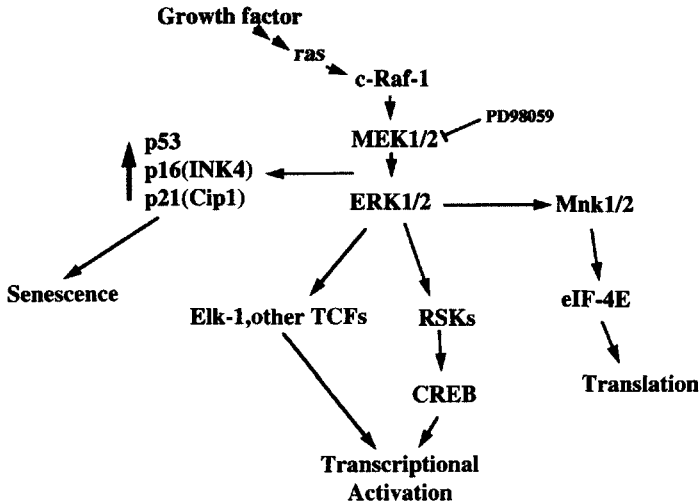 Growth factor
ras
c-Raf-1
PD98059
MEK1/2
p53
p16(INK4)
p21(Cip1)
ERK1/2
Mnk1/2
Senescence
Elk-1,other TCFs
RSKs
eIF-4E
CREB
Translation
Transcriptional
Activation